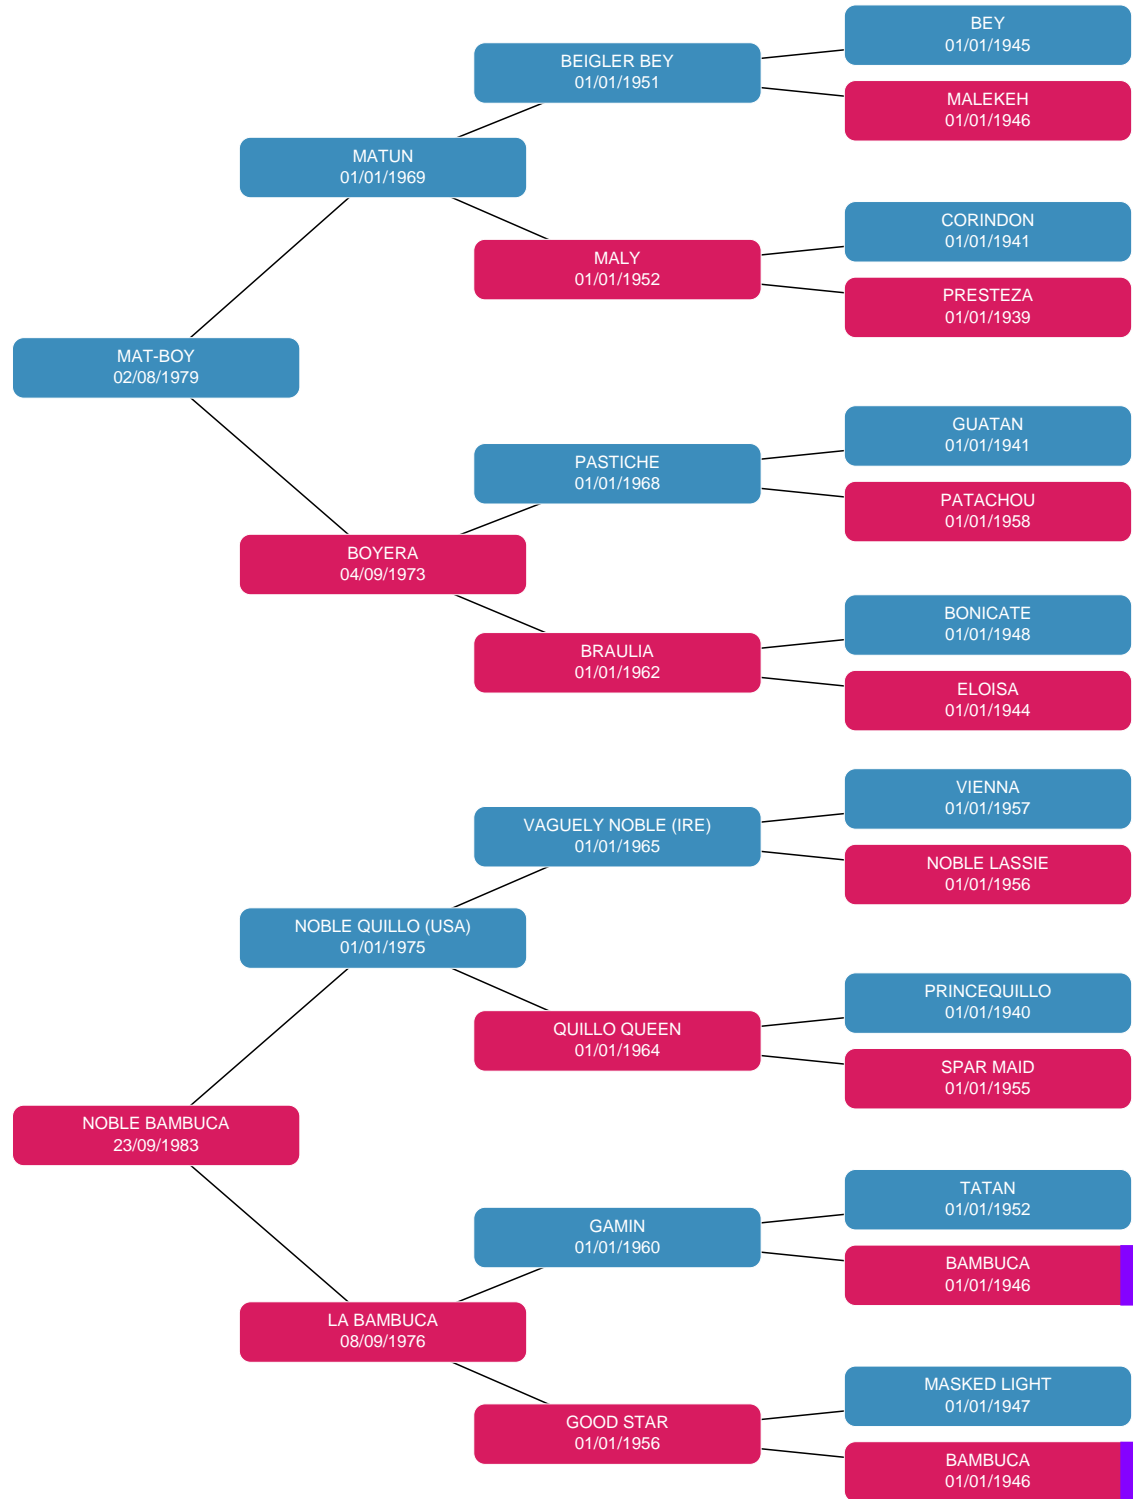 BEY
01/01/1945
BEIGLER BEY
01/01/1951
MALEKEH
01/01/1946
MATUN
01/01/1969
CORINDON
01/01/1941
MALY
01/01/1952
PRESTEZA
01/01/1939
MAT-BOY
02/08/1979
GUATAN
01/01/1941
PASTICHE
01/01/1968
PATACHOU
01/01/1958
BOYERA
04/09/1973
BONICATE
01/01/1948
BRAULIA
01/01/1962
ELOISA
01/01/1944
VIENNA
01/01/1957
VAGUELY NOBLE (IRE)
01/01/1965
NOBLE LASSIE
01/01/1956
NOBLE QUILLO (USA)
01/01/1975
PRINCEQUILLO
01/01/1940
QUILLO QUEEN
01/01/1964
SPAR MAID
01/01/1955
NOBLE BAMBUCA
23/09/1983
TATAN
01/01/1952
GAMIN
01/01/1960
BAMBUCA
01/01/1946
LA BAMBUCA
08/09/1976
MASKED LIGHT
01/01/1947
GOOD STAR
01/01/1956
BAMBUCA
01/01/1946